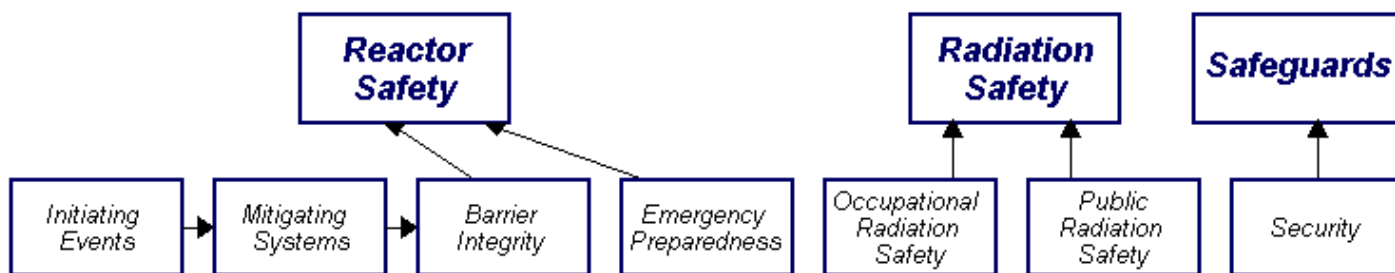 Reactor
Safety
Radiation
Safety
Safeguards
Initiating
Events
Mitigating
Systems
Barrier
Integrity
Emergency
Preparedness
Occupational
Radiation
Safety
Public
Radiation
Safety
Security